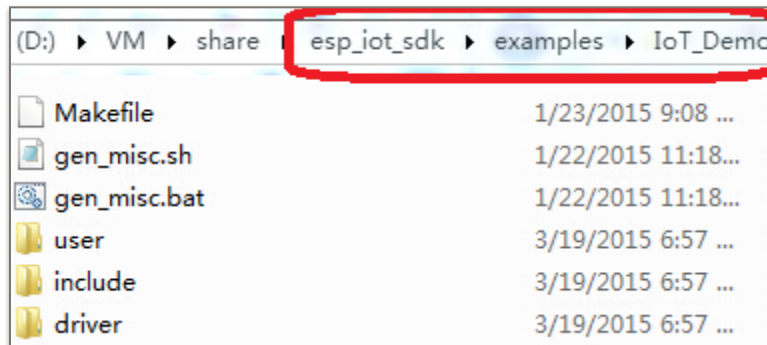 (D:) ▸ VM ▸ share ▸ esp_iot_sdk ▸ examples ▸ IoT_Demo
Makefile 1/23/2015 9:08 ...
gen_misc.sh 1/22/2015 11:18...
gen_misc.bat 1/22/2015 11:18...
user 3/19/2015 6:57 ...
include 3/19/2015 6:57 ...
driver 3/19/2015 6:57 ...